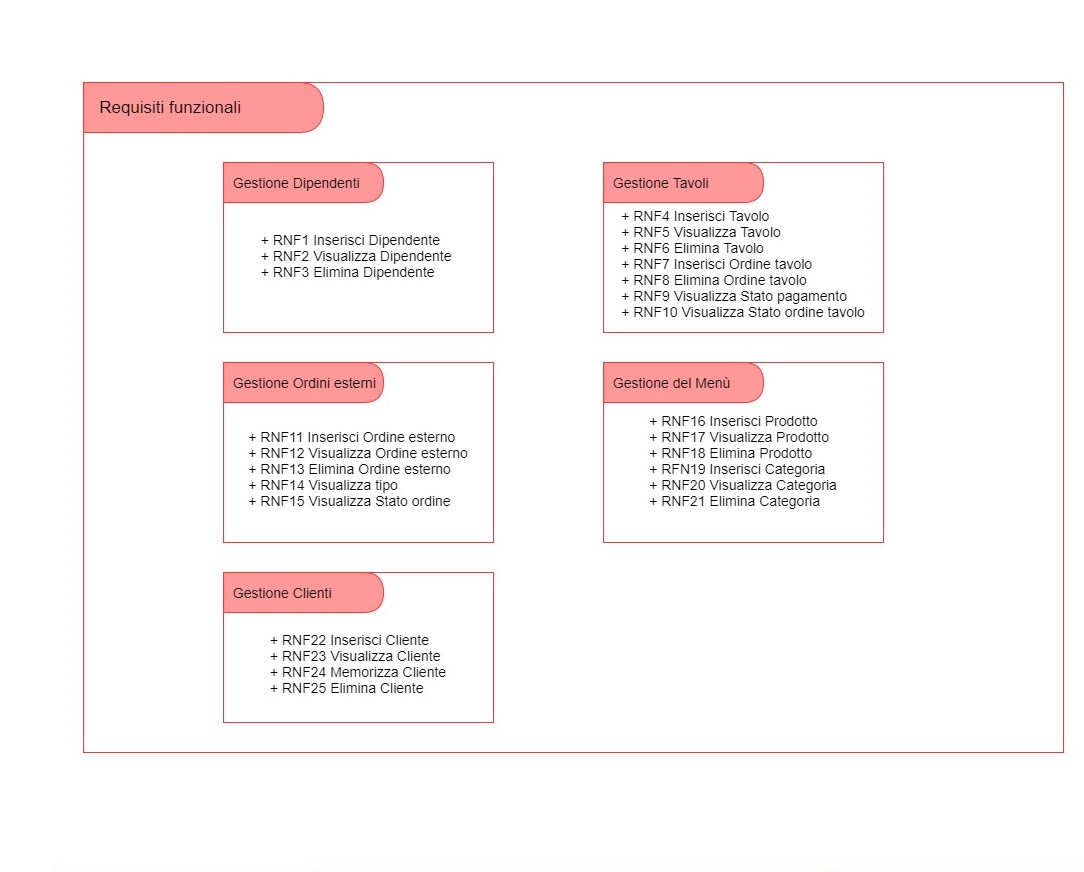 Requisiti funzionali
Gestione Dipendenti
+ RNF1 Inserisci Dipendente
+ RNF2 Visualizza Dipendente
+ RNF3 Elimina Dipendente
Gestione Tavoli
+ RNF4 Inserisci Tavolo
+ RNF5 Visualizza Tavolo
+ RNF6 Elimina Tavolo
+ RNF7 Inserisci Ordine tavolo
+ RNF8 Elimina Ordine tavolo
+ RNF9 Visualizza Stato pagamento
+ RNF10 Visualizza Stato ordine tavolo
Gestione Ordini esterni
+ RNF11 Inserisci Ordine esterno
+ RNF12 Visualizza Ordine esterno
+ RNF13 Elimina Ordine esterno
+ RNF14 Visualizza tipo
+ RNF15 Visualizza Stato ordine
Gestione del Menù
+ RNF16 Inserisci Prodotto
+ RNF17 Visualizza Prodotto
+ RNF18 Elimina Prodotto
+ RFN19 Inserisci Categoria
+ RNF20 Visualizza Categoria
+ RNF21 Elimina Categoria
Gestione Clienti
+ RNF22 Inserisci Cliente
+ RNF23 Visualizza Cliente
+ RNF24 Memorizza Cliente
+ RNF25 Elimina Cliente